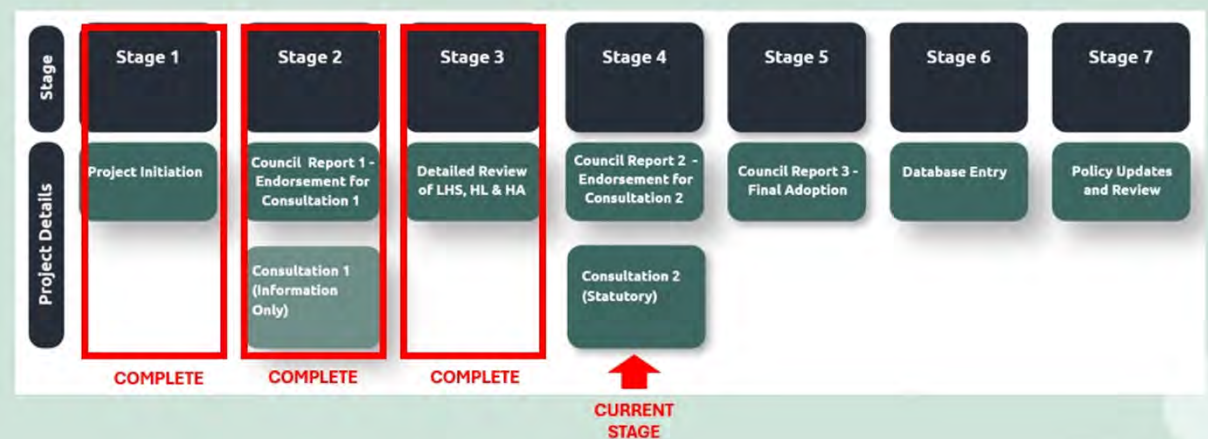 Stage
Stage 1
Stage 2
Stage 3
Stage 4
Stage 5
Stage 6
Stage 7
Project Details
Project Initiation
Council Report 1 -
Endorsement for
Consultation 1
Detailed Review
of LHS, HL & HA
Council Report 2 -
Endorsement for
Consultation 2
Council Report 3 -
Final Adoption
Database Entry
Policy Updates
and Review
Consultation 1
(Information
Only)
Consultation 2
(Statutory)
COMPLETE
COMPLETE
COMPLETE
CURRENT
STAGE